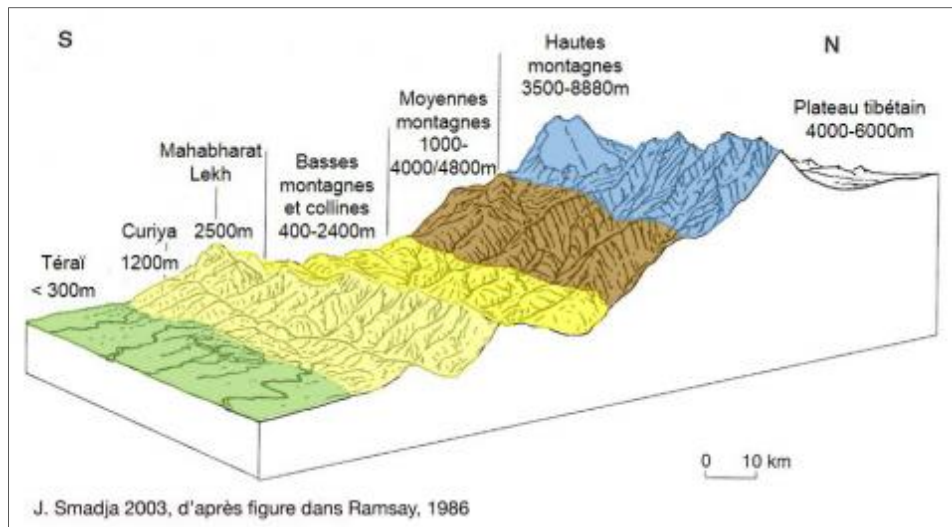 S
N
Hautes
montagnes
3500-8880m
Plateau tibétain
4000-6000m
Moyennes
montagnes
1000-
4000/4800m
Mahabharat
Lekh
2500m
Basses
montagnes
et collines
400-2400m
Curiya
1200m
Téraï
< 300m
0 10 km
J. Smadja 2003, d'après figure dans Ramsay, 1986